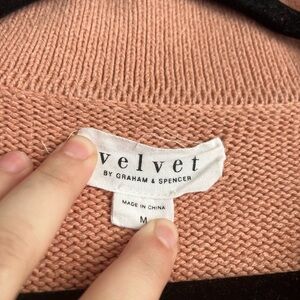 velvet
BY GRAHAM & SPENCER
MADE IN CHINA
M